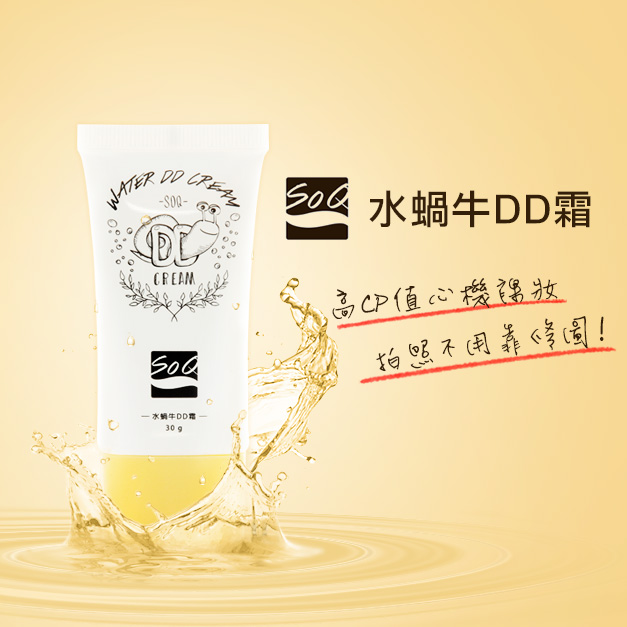 WATER DD CREAM
-SOQ-
DD
CREAM
SOQ
水蝸牛DD霜
30 g
SOQ
水蝸牛DD霜
高CP值心機裸妝
拍照不用靠修圖！